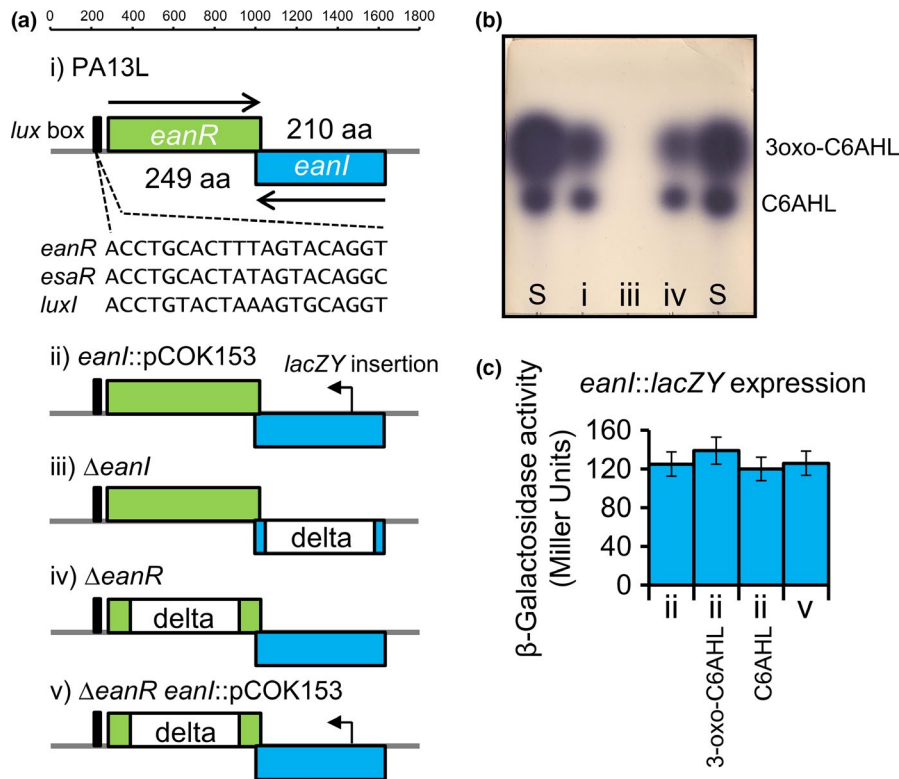 (a)
0 200 400 600 800 1000 1200 1400 1600 1800
i) PA13L
lux box
eanR
210 aa
249 aa
eanI
eanR ACCTGCACTTTAGTACAGGT
esaR ACCTGCACTATAGTACAGGC
luxI ACCTGTACTAAAGTGCAGGT
ii) eanI::pCOK153
lacZY insertion
iii) ΔeanI
delta
iv) ΔeanR
delta
v) ΔeanR eanI::pCOK153
delta
(b)
3oxo-C6AHL
C6AHL
S i iii iv S
(c)
eanI::lacZY expression
β-Galactosidase activity
(Miller Units)
160
120
80
40
0
ii ii ii v
3-oxo-C6AHL
C6AHL